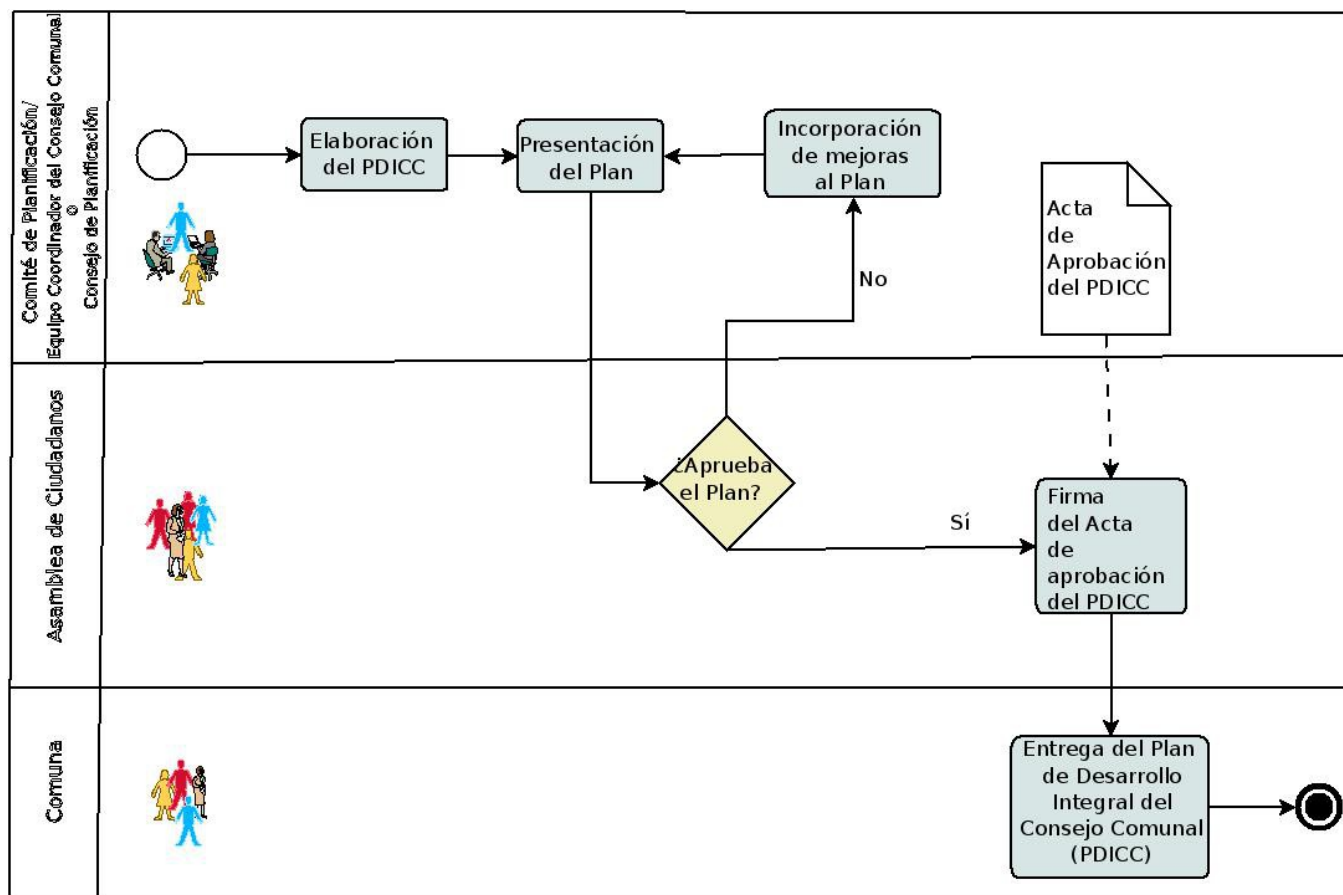 Comité de Planificación/
Equipo Coordinador del Consejo Comunal
o
Consejo de Planificación
Elaboración
del PDICC
Presentación
del Plan
Incorporación
de mejoras
al Plan
Acta
de
Aprobación
del PDICC
No
Asamblea de Ciudadanos
¿Aprueba
el Plan?
Sí
Firma
del Acta
de
aprobación
del PDICC
Comuna
Entrega del Plan
de Desarrollo
Integral del
Consejo Comunal
(PDICC)